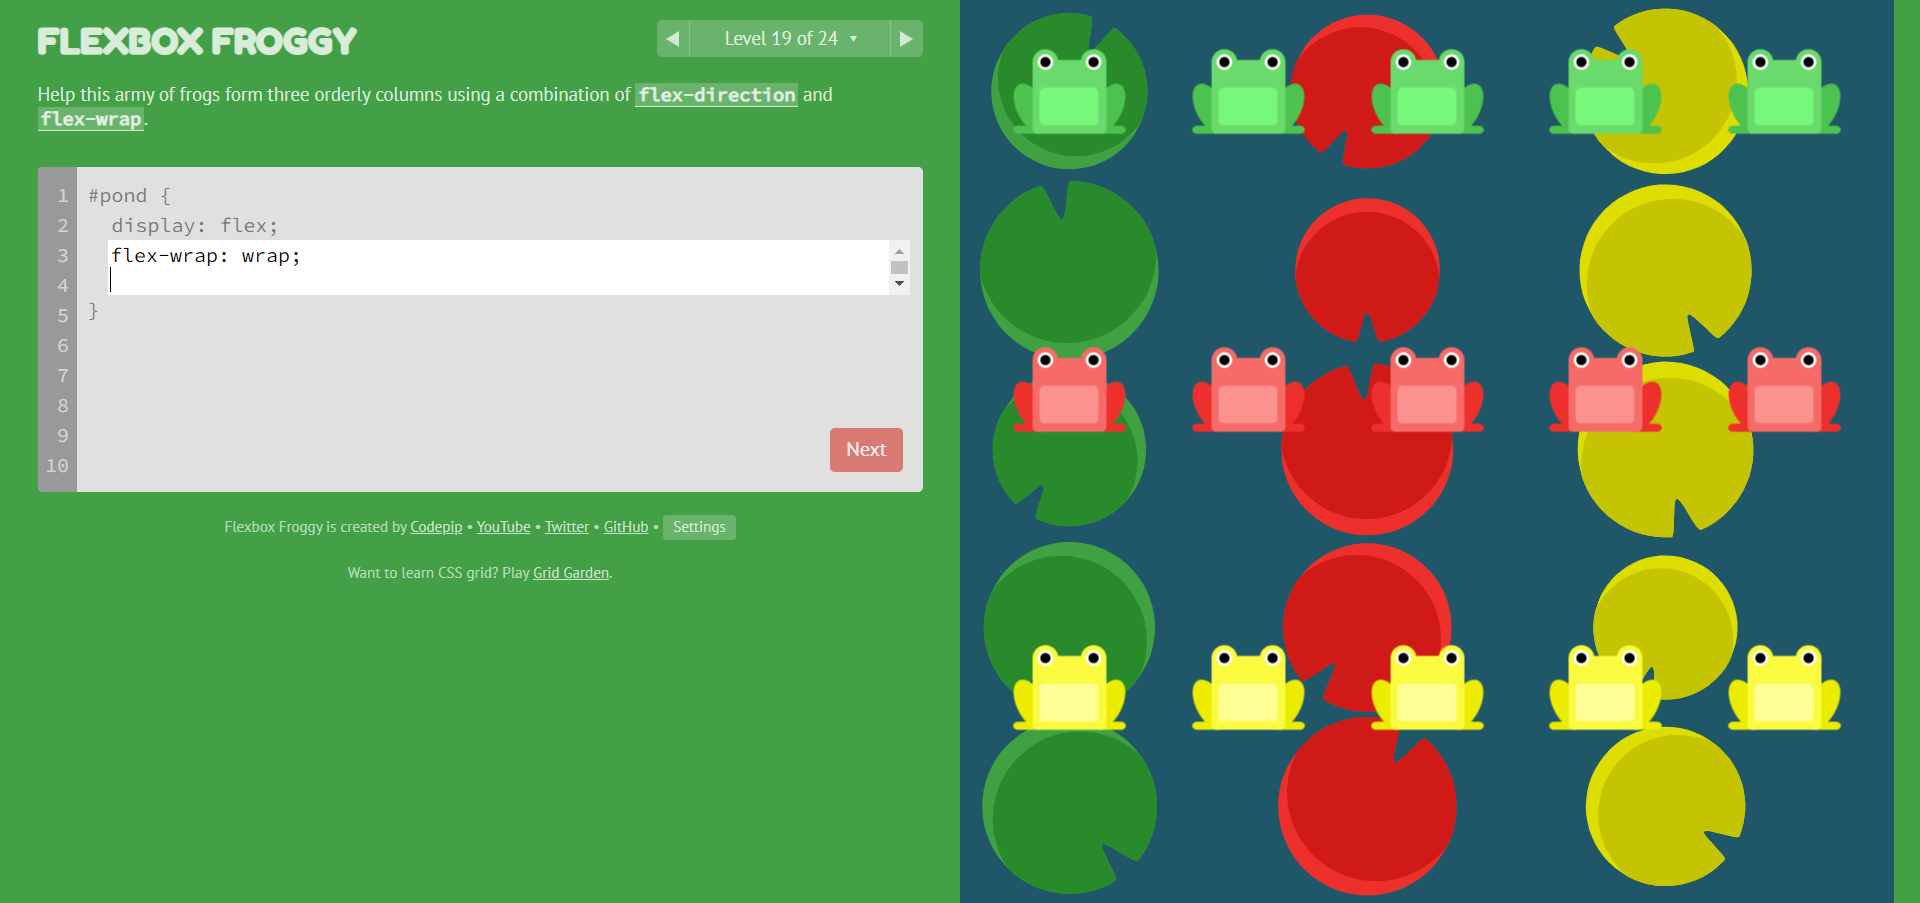 FLEXBOX FROGGY
Level 19 of 24
Help this army of frogs form three orderly columns using a combination of flex-direction and
flex-wrap.
1 #pond {
2 display: flex;
3 flex-wrap: wrap;
4
5 }
6
7
8
9
10
Next
Flexbox Froggy is created by Codepip • YouTube • Twitter • GitHub • Settings
Want to learn CSS grid? Play Grid Garden.